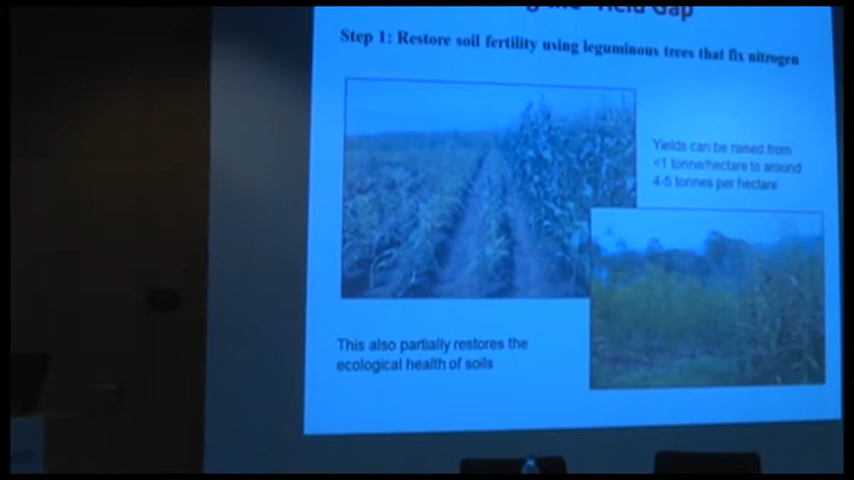 the Yield Gap
Step 1: Restore soil fertility using leguminous trees that fix nitrogen
Yields can be raised from
<1 tonne/hectare to around
4-5 tonnes per hectare
This also partially restores the
ecological health of soils